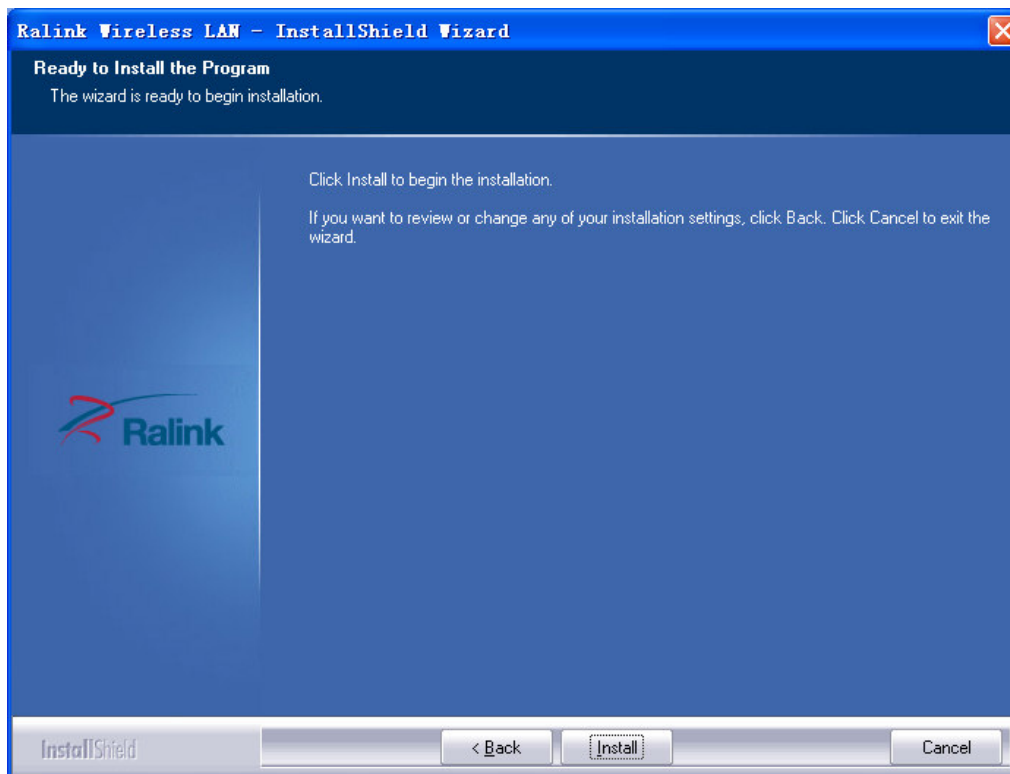 Ralink Wireless LAN - InstallShield Wizard
Ready to Install the Program
The wizard is ready to begin installation.
Click Install to begin the installation.
If you want to review or change any of your installation settings, click Back. Click Cancel to exit the
wizard.
Ralink
InstallShield
< Back
Install
Cancel